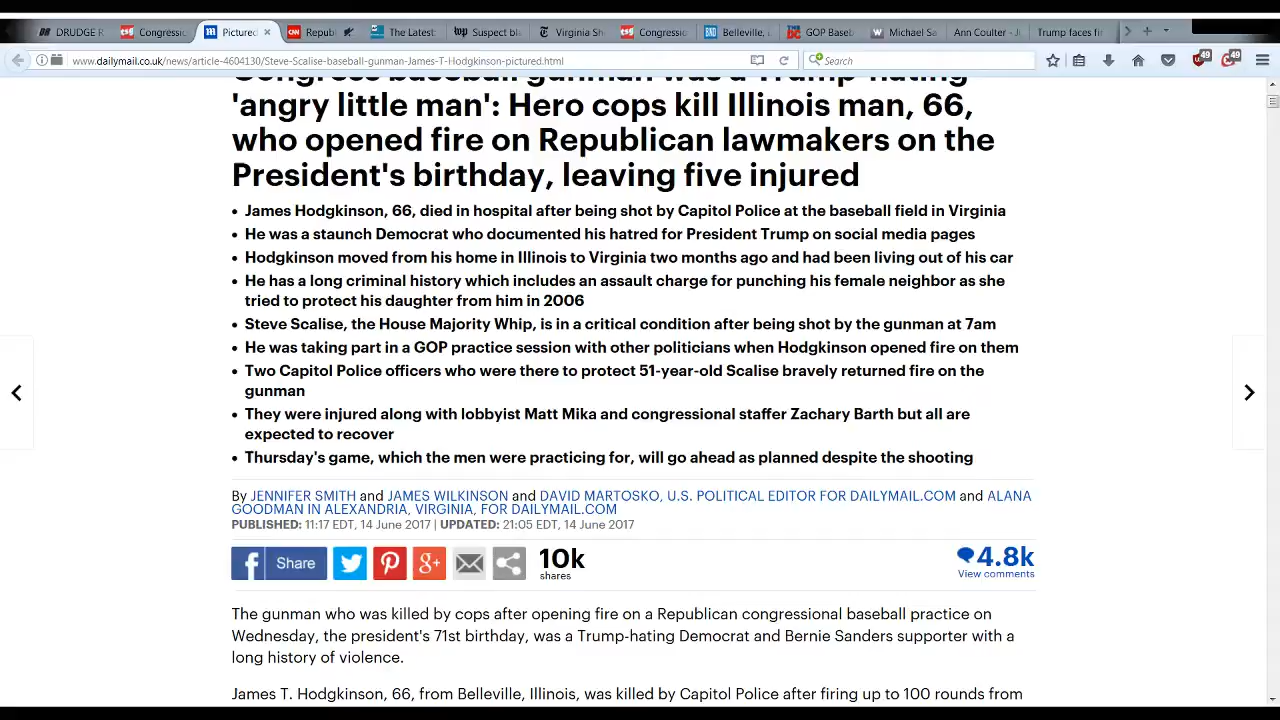 DRUDGE R
Congressic
Pictured
Republ
The Latest
Suspect bl
Virginia Sh
Congressic
Belleville,
GOP Baseb
Michael Sa
Ann Coulter - J
Trump faces fir
www.dailymail.co.uk/news/article-4604130/Steve-Scalise-baseball-gunman-James-T-Hodgkinson-pictured.html
Search
49
49
Congress baseball gunman was a Trump-hating
'angry little man': Hero cops kill Illinois man, 66,
who opened fire on Republican lawmakers on the
President's birthday, leaving five injured
• James Hodgkinson, 66, died in hospital after being shot by Capitol Police at the baseball field in Virginia
• He was a staunch Democrat who documented his hatred for President Trump on social media pages
• Hodgkinson moved from his home in Illinois to Virginia two months ago and had been living out of his car
• He has a long criminal history which includes an assault charge for punching his female neighbor as she
tried to protect his daughter from him in 2006
• Steve Scalise, the House Majority Whip, is in a critical condition after being shot by the gunman at 7am
• He was taking part in a GOP practice session with other politicians when Hodgkinson opened fire on them
• Two Capitol Police officers who were there to protect 51-year-old Scalise bravely returned fire on the
gunman
• They were injured along with lobbyist Matt Mika and congressional staffer Zachary Barth but all are
expected to recover
• Thursday's game, which the men were practicing for, will go ahead as planned despite the shooting
By JENNIFER SMITH and JAMES WILKINSON and DAVID MARTOSKO, U.S. POLITICAL EDITOR FOR DAILYMAIL.COM and ALANA
GOODMAN IN ALEXANDRIA, VIRGINIA, FOR DAILYMAIL.COM
PUBLISHED: 11:17 EDT, 14 June 2017 | UPDATED: 21:05 EDT, 14 June 2017
Share
10k
shares
4.8k
View comments
The gunman who was killed by cops after opening fire on a Republican congressional baseball practice on
Wednesday, the president's 71st birthday, was a Trump-hating Democrat and Bernie Sanders supporter with a
long history of violence.
James T. Hodgkinson, 66, from Belleville, Illinois, was killed by Capitol Police after firing up to 100 rounds from